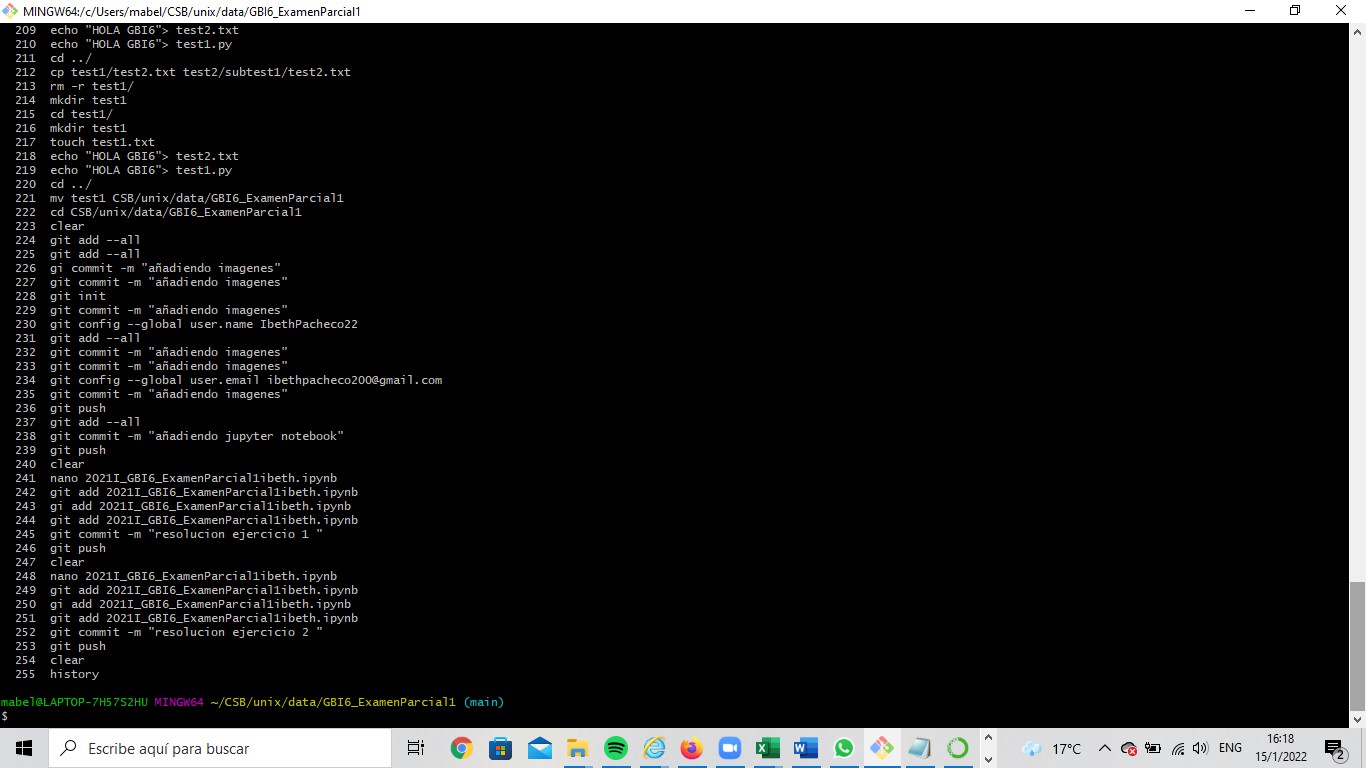 MINGW64:/c/Users/mabel/CSB/unix/data/GBI6_ExamenParcial1
209 echo "HOLA GBI6"> test2.txt
210 echo "HOLA GBI6"> test1.py
211 cd ../
212 cp test1/test2.txt test2/subtest1/test2.txt
213 rm -r test1/
214 mkdir test1
215 cd test1/
216 mkdir test1
217 touch test1.txt
218 echo "HOLA GBI6"> test2.txt
219 echo "HOLA GBI6"> test1.py
220 cd ../
221 mv test1 CSB/unix/data/GBI6_ExamenParcial1
222 cd CSB/unix/data/GBI6_ExamenParcial1
223 clear
224 git add --all
225 git add --all
226 gi commit -m "añadiendo imagenes"
227 git commit -m "añadiendo imagenes"
228 git init
229 git commit -m "añadiendo imagenes"
230 git config --global user.name IbethPacheco22
231 git add --all
232 git commit -m "añadiendo imagenes"
233 git commit -m "añadiendo imagenes"
234 git config --global user.email ibethpacheco200@gmail.com
235 git commit -m "añadiendo imagenes"
236 git push
237 git add --all
238 git commit -m "añadiendo jupyter notebook"
239 git push
240 clear
241 nano 2021I_GBI6_ExamenParcial1ibeth.ipynb
242 git add 2021I_GBI6_ExamenParcial1ibeth.ipynb
243 gi add 2021I_GBI6_ExamenParcial1ibeth.ipynb
244 git add 2021I_GBI6_ExamenParcial1ibeth.ipynb
245 git commit -m "resolucion ejercicio 1 "
246 git push
247 clear
248 nano 2021I_GBI6_ExamenParcial1ibeth.ipynb
249 git add 2021I_GBI6_ExamenParcial1ibeth.ipynb
250 gi add 2021I_GBI6_ExamenParcial1ibeth.ipynb
251 git add 2021I_GBI6_ExamenParcial1ibeth.ipynb
252 git commit -m "resolucion ejercicio 2 "
253 git push
254 clear
255 history
mabel@LAPTOP-7H57S2HU MINGW64 ~/CSB/unix/data/GBI6_ExamenParcial1 (main)
$
Escribe aquí para buscar
17°C
ENG
16:18
15/1/2022
2